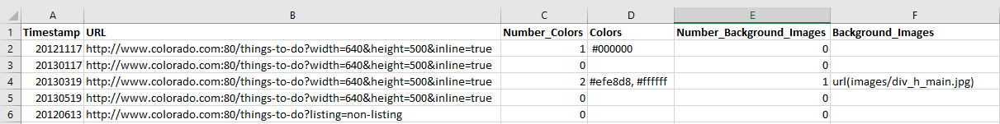 A B C D E F
1 Timestamp URL Number_Colors Colors Number_Background_Images Background_Images
2 20121117 http://www.colorado.com:80/things-to-do?width=640&height=500&inline=true 1 #000000 0
3 20130117 http://www.colorado.com:80/things-to-do?width=640&height=500&inline=true 0 0
4 20130319 http://www.colorado.com:80/things-to-do?width=640&height=500&inline=true 2 #efe8d8, #ffffff 1 url(images/div_h_main.jpg)
5 20130519 http://www.colorado.com:80/things-to-do?width=640&height=500&inline=true 0 0
6 20120613 http://www.colorado.com:80/things-to-do?listing=non-listing 0 0